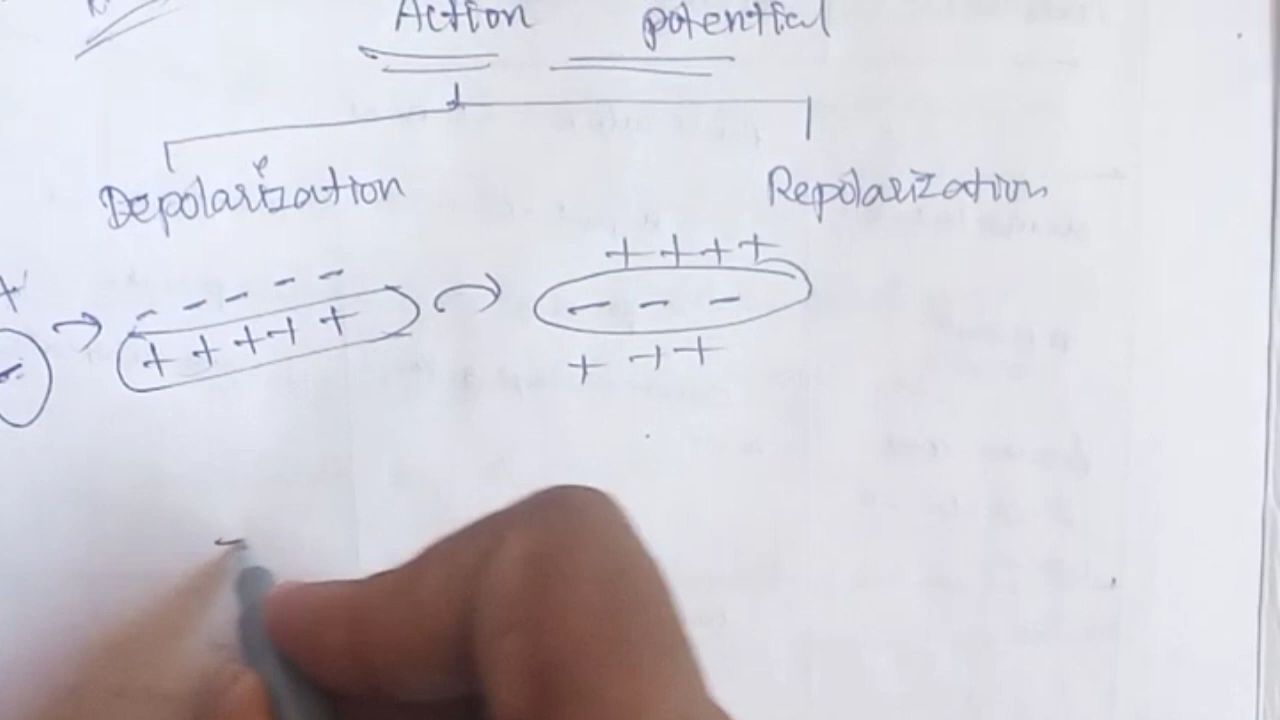 Action potential
Depolarization Repolarization
+ + + +
+ - - - - -
- + + + + + - - -
+ + +